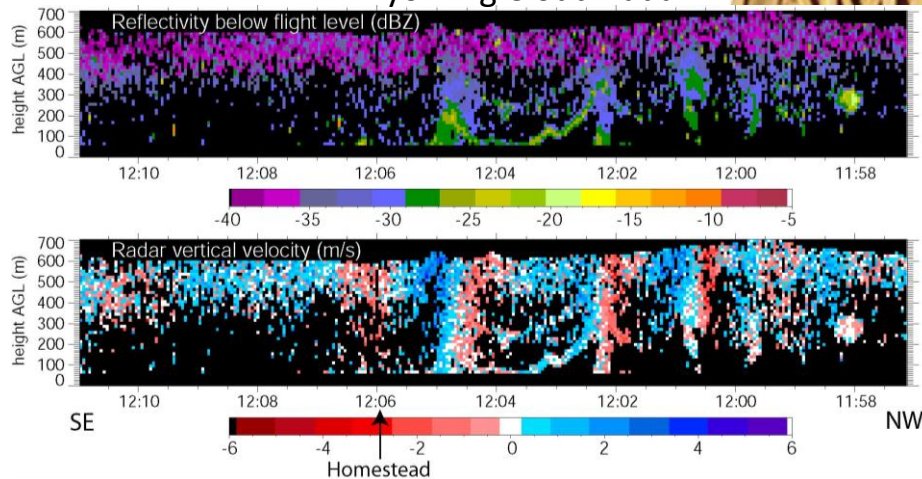 Reflectivity below flight level (dBZ)
height AGL (m)
700
600
500
400
300
200
100
0
12:10 12:08 12:06 12:04 12:02 12:00 11:58
-40 -35 -30 -25 -20 -15 -10 -5
Radar vertical velocity (m/s)
height AGL (m)
700
600
500
400
300
200
100
0
12:10 12:08 12:06 12:04 12:02 12:00 11:58
SE NW
-6 -4 -2 0 2 4 6
Homestead